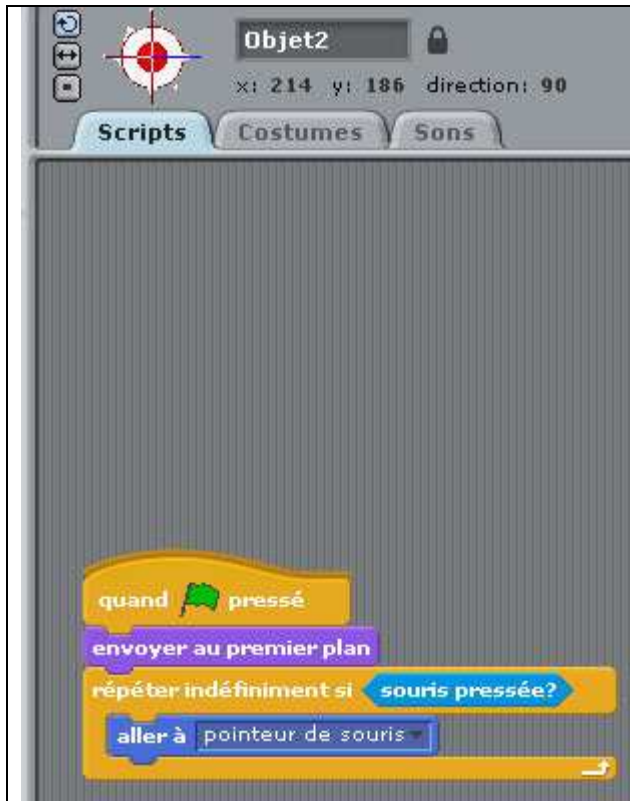 Objet2
x: 214 y: 186 direction: 90
Scripts Costumes Sons
quand pressé
envoyer au premier plan
répéter indéfiniment si souris pressée?
aller à pointeur de souris